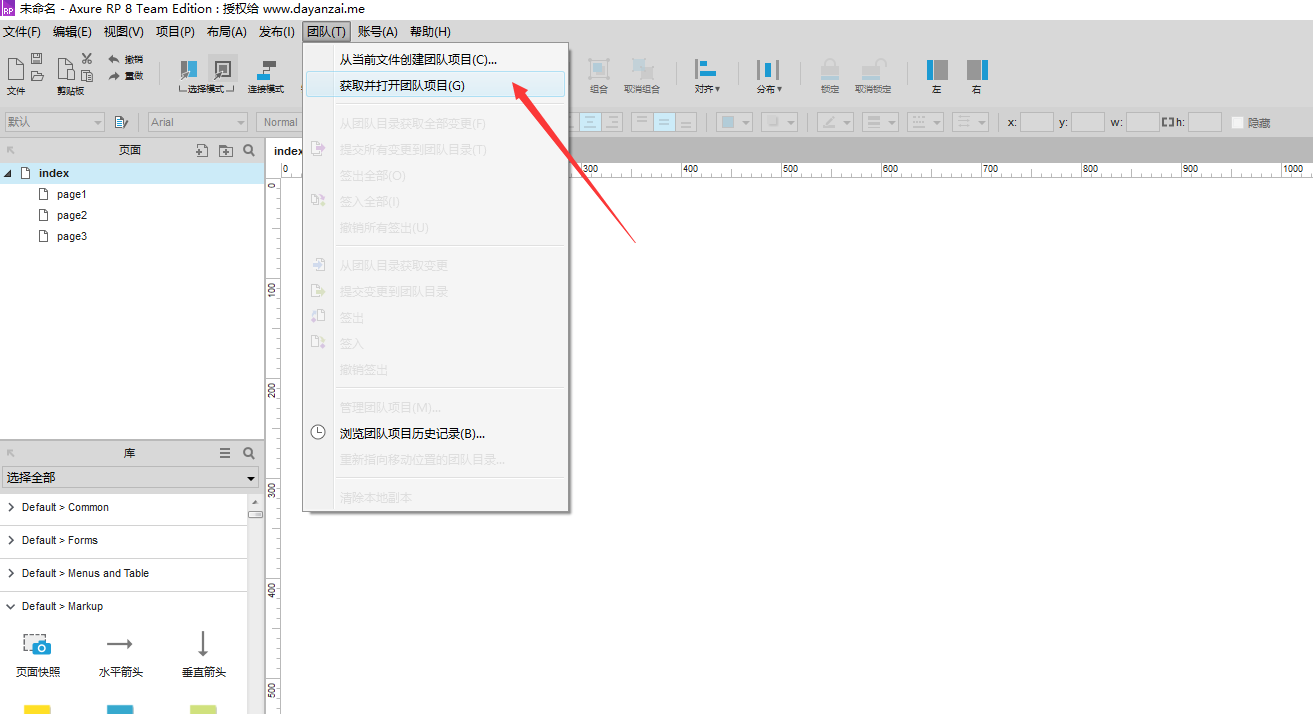 RP 未命名 - Axure RP 8 Team Edition : 授权给 www.dayanzai.me
文件(F) 编辑(E) 视图(V) 项目(P) 布局(A) 发布(I) 团队(T) 账号(A) 帮助(H)
撤销
重做
文件 剪贴板 选择模式 连接模式 组合 取消组合 对齐▾ 分布▾ 锁定 取消锁定 左 右
默认 Arial Normal x: y: w: h: 隐藏
页面
index
page1
page2
page3
index
0 300 400 500 600 700 800 900 1000
0
100
200
300
400
500
从当前文件创建团队项目(C)...
获取并打开团队项目(G)
从团队目录获取全部变更(F)
提交所有变更到团队目录(T)
签出全部(O)
签入全部(I)
撤销所有签出(U)
从团队目录获取变更
提交变更到团队目录
签出
签入
撤销签出
管理团队项目(M)...
浏览团队项目历史记录(B)...
重新指向移动位置的团队目录...
清除本地副本
库
选择全部
Default > Common
Default > Forms
Default > Menus and Table
Default > Markup
页面快照 水平箭头 垂直箭头